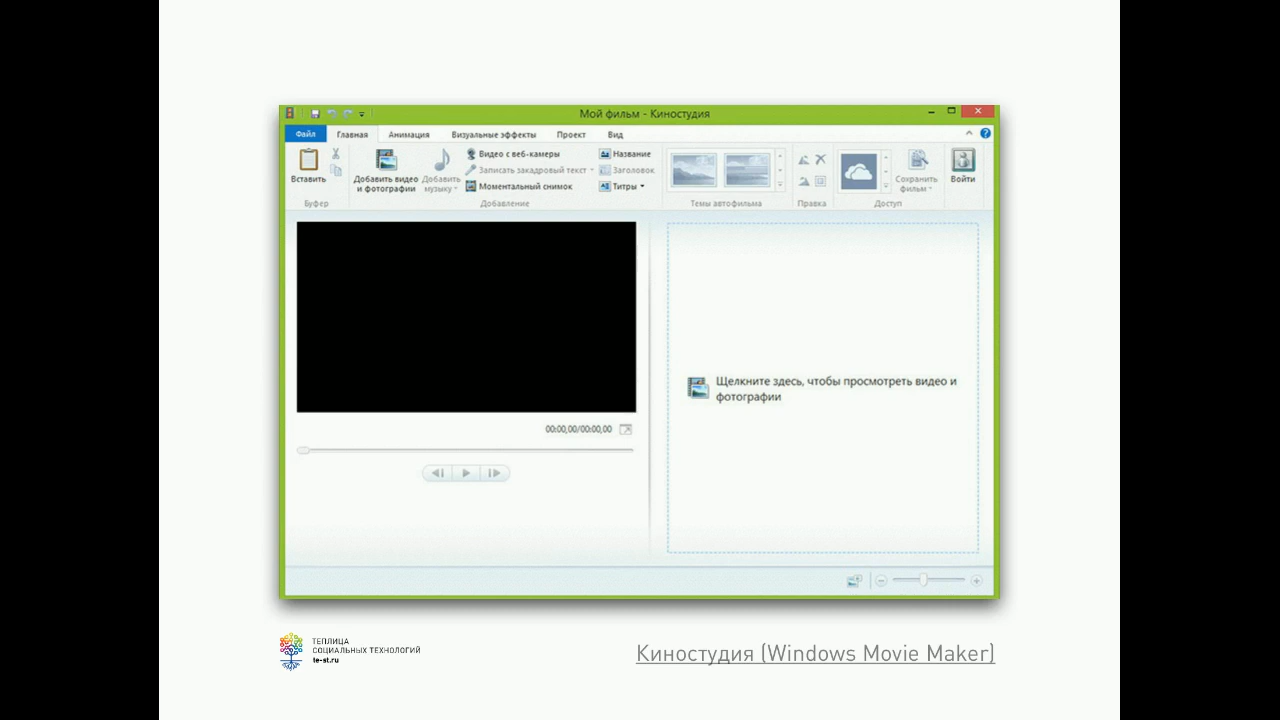 Мой фильм - Киностудия
Файл Главная Анимация Визуальные эффекты Проект Вид
Вставить
Буфер
Добавить видео
и фотографии
Добавить
музыку
Видео с веб-камеры
Записать закадровый текст
Моментальный снимок
Название
Заголовок
Титры
Добавление
Темы автофильма
Правка
Сохранить
фильм
Доступ
Войти
00:00,00/00:00,00
Щелкните здесь, чтобы просмотреть видео и
фотографии
ТЕПЛИЦА
СОЦИАЛЬНЫХ ТЕХНОЛОГИЙ
te-st.ru
Киностудия (Windows Movie Maker)